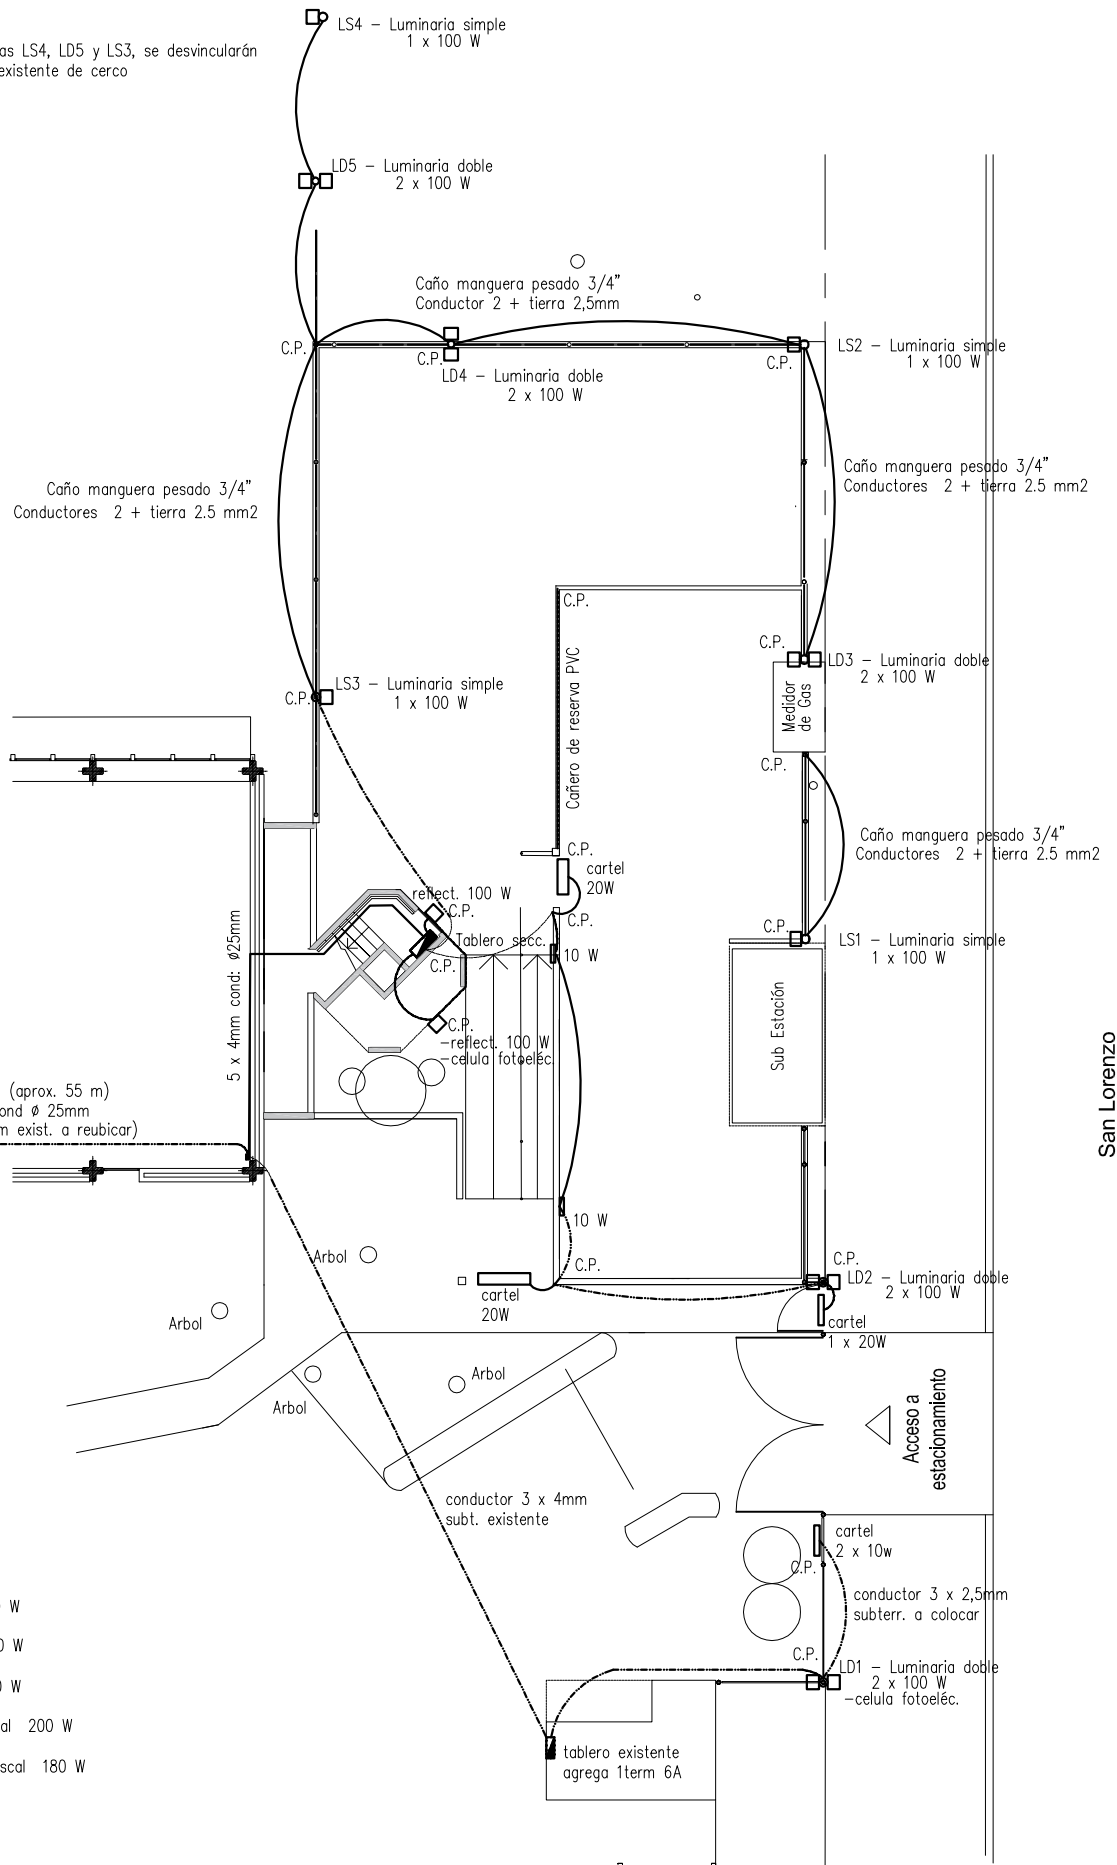 LS4 – Luminaria simple
1 x 100 W
as LS4, LD5 y LS3, se desvincularán
existente de cerco
LD5 – Luminaria doble
2 x 100 W
Caño manguera pesado 3/4"
Conductor 2 + tierra 2,5mm
C.P.
C.P.
LD4 – Luminaria doble
2 x 100 W
C.P.
LS2 – Luminaria simple
1 x 100 W
Caño manguera pesado 3/4"
Conductores 2 + tierra 2.5 mm2
Caño manguera pesado 3/4"
Conductores 2 + tierra 2.5 mm2
C.P.
C.P.
LD3 – Luminaria doble
2 x 100 W
Medidor
de Gas
Cañero de reserva PVC
C.P.
LS3 – Luminaria simple
1 x 100 W
C.P.
Caño manguera pesado 3/4"
Conductores 2 + tierra 2.5 mm2
C.P.
cartel
20W
reflect. 100 W
C.P.
C.P.
Tablero secc.
10 W
C.P.
C.P.
LS1 – Luminaria simple
1 x 100 W
5 x 4mm cond: Ø25mm
Sub Estación
C.P.
–reflect. 100 W
–celula fotoeléc.
San Lorenzo
(aprox. 55 m)
ond Ø 25mm
m exist. a reubicar)
10 W
Arbol
C.P.
C.P.
LD2 – Luminaria doble
2 x 100 W
cartel
20W
Arbol
cartel
1 x 20W
Arbol
Arbol
Acceso a
estacionamiento
conductor 3 x 4mm
subt. existente
cartel
2 x 10w
C.P.
conductor 3 x 2,5mm
subterr. a colocar
W
0 W
0 W
al 200 W
scal 180 W
C.P.
LD1 – Luminaria doble
2 x 100 W
–celula fotoeléc.
tablero existente
agrega 1term 6A